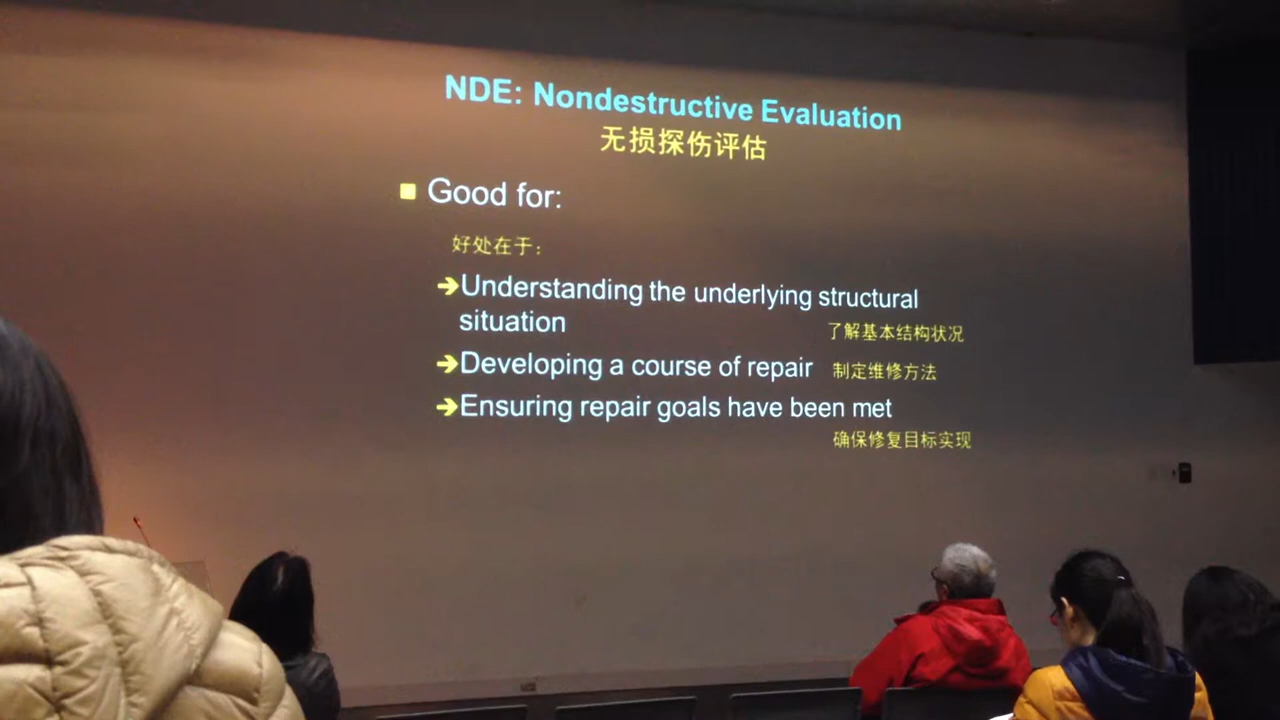 NDE: Nondestructive Evaluation
无损探伤评估
Good for:
好处在于：
➔Understanding the underlying structural
situation
了解基本结构状况
➔Developing a course of repair 制定维修方法
➔Ensuring repair goals have been met
确保修复目标实现